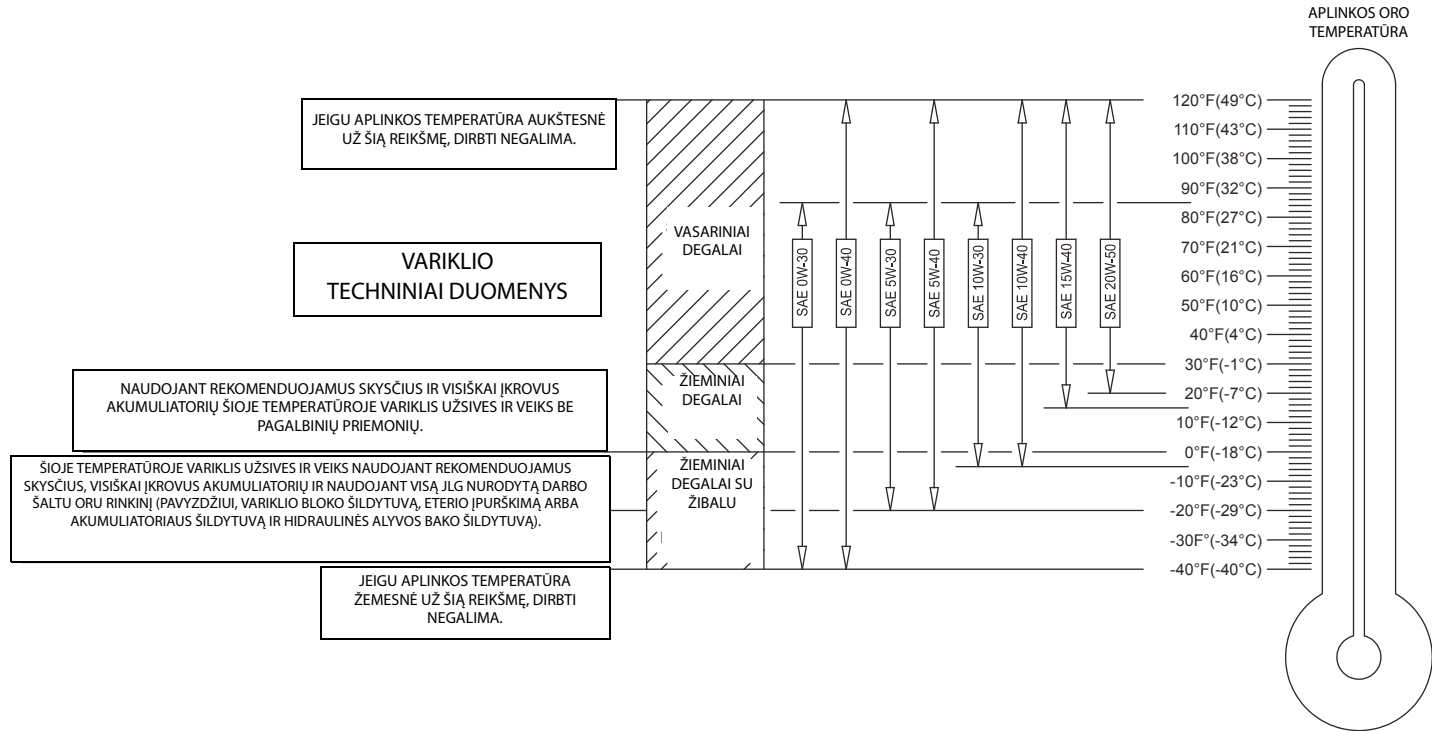 APLINKOS ORO
TEMPERATŪRA
JEIGU APLINKOS TEMPERATŪRA AUKŠTESNĖ
UŽ ŠIĄ REIKŠMĘ, DIRBTI NEGALIMA.
VARIKLIO
TECHNINIAI DUOMENYS
NAUDOJANT REKOMENDUOJAMUS SKYSČIUS IR VISIŠKAI ĮKROVUS
AKUMULIATORIŲ ŠIOJE TEMPERATŪROJE VARIKLIS UŽSIVES IR VEIKS BE
PAGALBINIŲ PRIEMONIŲ.
ŠIOJE TEMPERATŪROJE VARIKLIS UŽSIVES IR VEIKS NAUDOJANT REKOMENDUOJAMUS
SKYSČIUS, VISIŠKAI ĮKROVUS AKUMULIATORIŲ IR NAUDOJANT VISĄ JLG NURODYTĄ DARBO
ŠALTU ORU RINKINĮ (PAVYZDŽIUI, VARIKLIO BLOKO ŠILDYTUVĄ, ETERIO ĮPURŠKIMĄ ARBA
AKUMULIATORIAUS ŠILDYTUVĄ IR HIDRAULINĖS ALYVOS BAKO ŠILDYTUVĄ).
JEIGU APLINKOS TEMPERATŪRA
ŽEMESNĖ UŽ ŠIĄ REIKŠMĘ, DIRBTI
NEGALIMA.
VASARINIAI
DEGALAI
ŽIEMINIAI
DEGALAI
ŽIEMINIAI
DEGALAI SU
ŽIBALU
SAE 0W-30
SAE 0W-40
SAE 5W-30
SAE 5W-40
SAE 10W-30
SAE 10W-40
SAE 15W-40
SAE 20W-50
120°F(49°C)
110°F(43°C)
100°F(38°C)
90°F(32°C)
80°F(27°C)
70°F(21°C)
60°F(16°C)
50°F(10°C)
40°F(4°C)
30°F(-1°C)
20°F(-7°C)
10°F(-12°C)
0°F(-18°C)
-10°F(-23°C)
-20°F(-29°C)
-30F°(-34°C)
-40°F(-40°C)